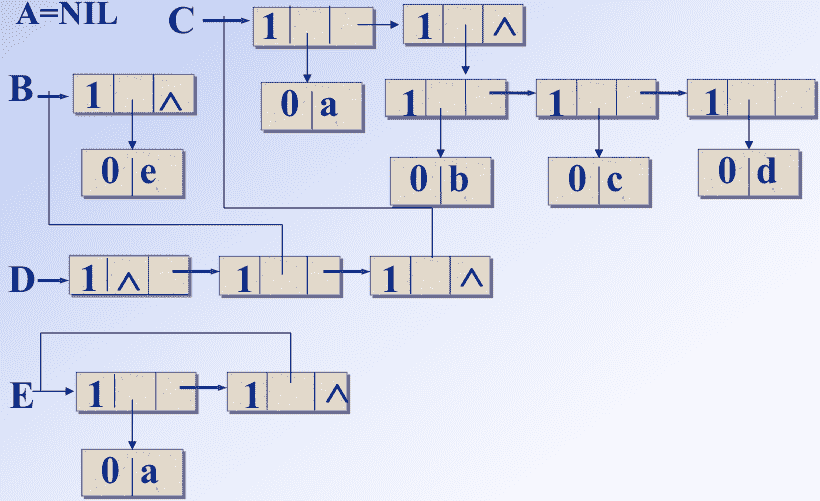 A=NIL
C 1 1 ∧
B 1 ∧ 0 a 1 1 1
0 e 0 b 0 c 0 d
D 1 ∧ 1 1 ∧
E 1 1 ∧
0 a